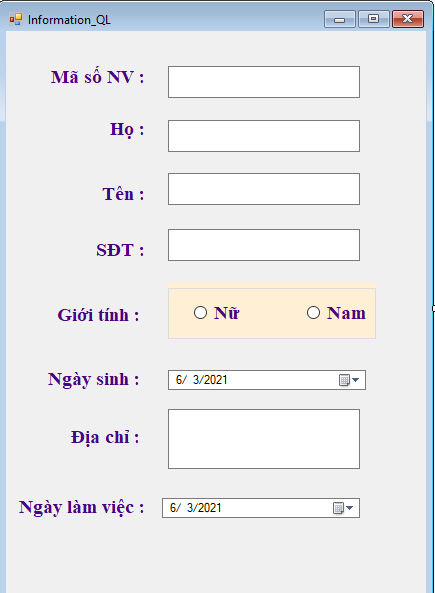 Information_QL
Mã số NV :
Họ :
Tên :
SĐT :
Giới tính : Nữ Nam
Ngày sinh : 6/ 3/2021
Địa chỉ :
Ngày làm việc : 6/ 3/2021